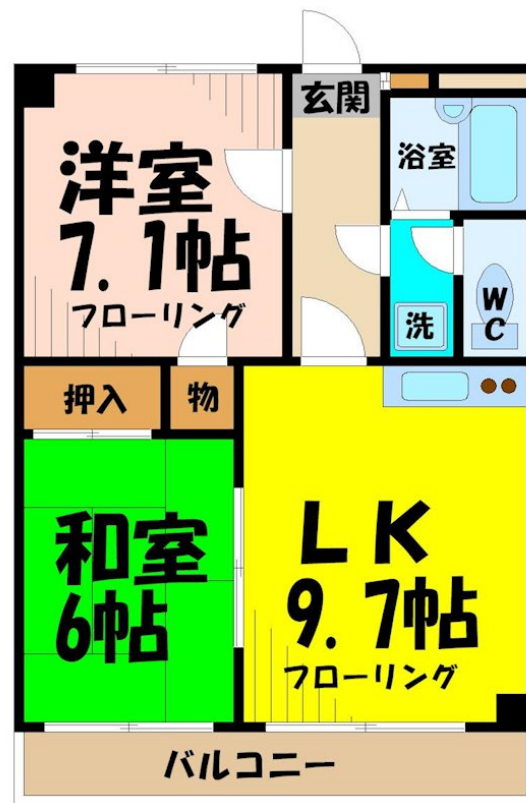 玄関
洋室
7.1帖
フローリング
浴室
洗
WC
押入
物
和室
6帖
LK
9.7帖
フローリング
バルコニー